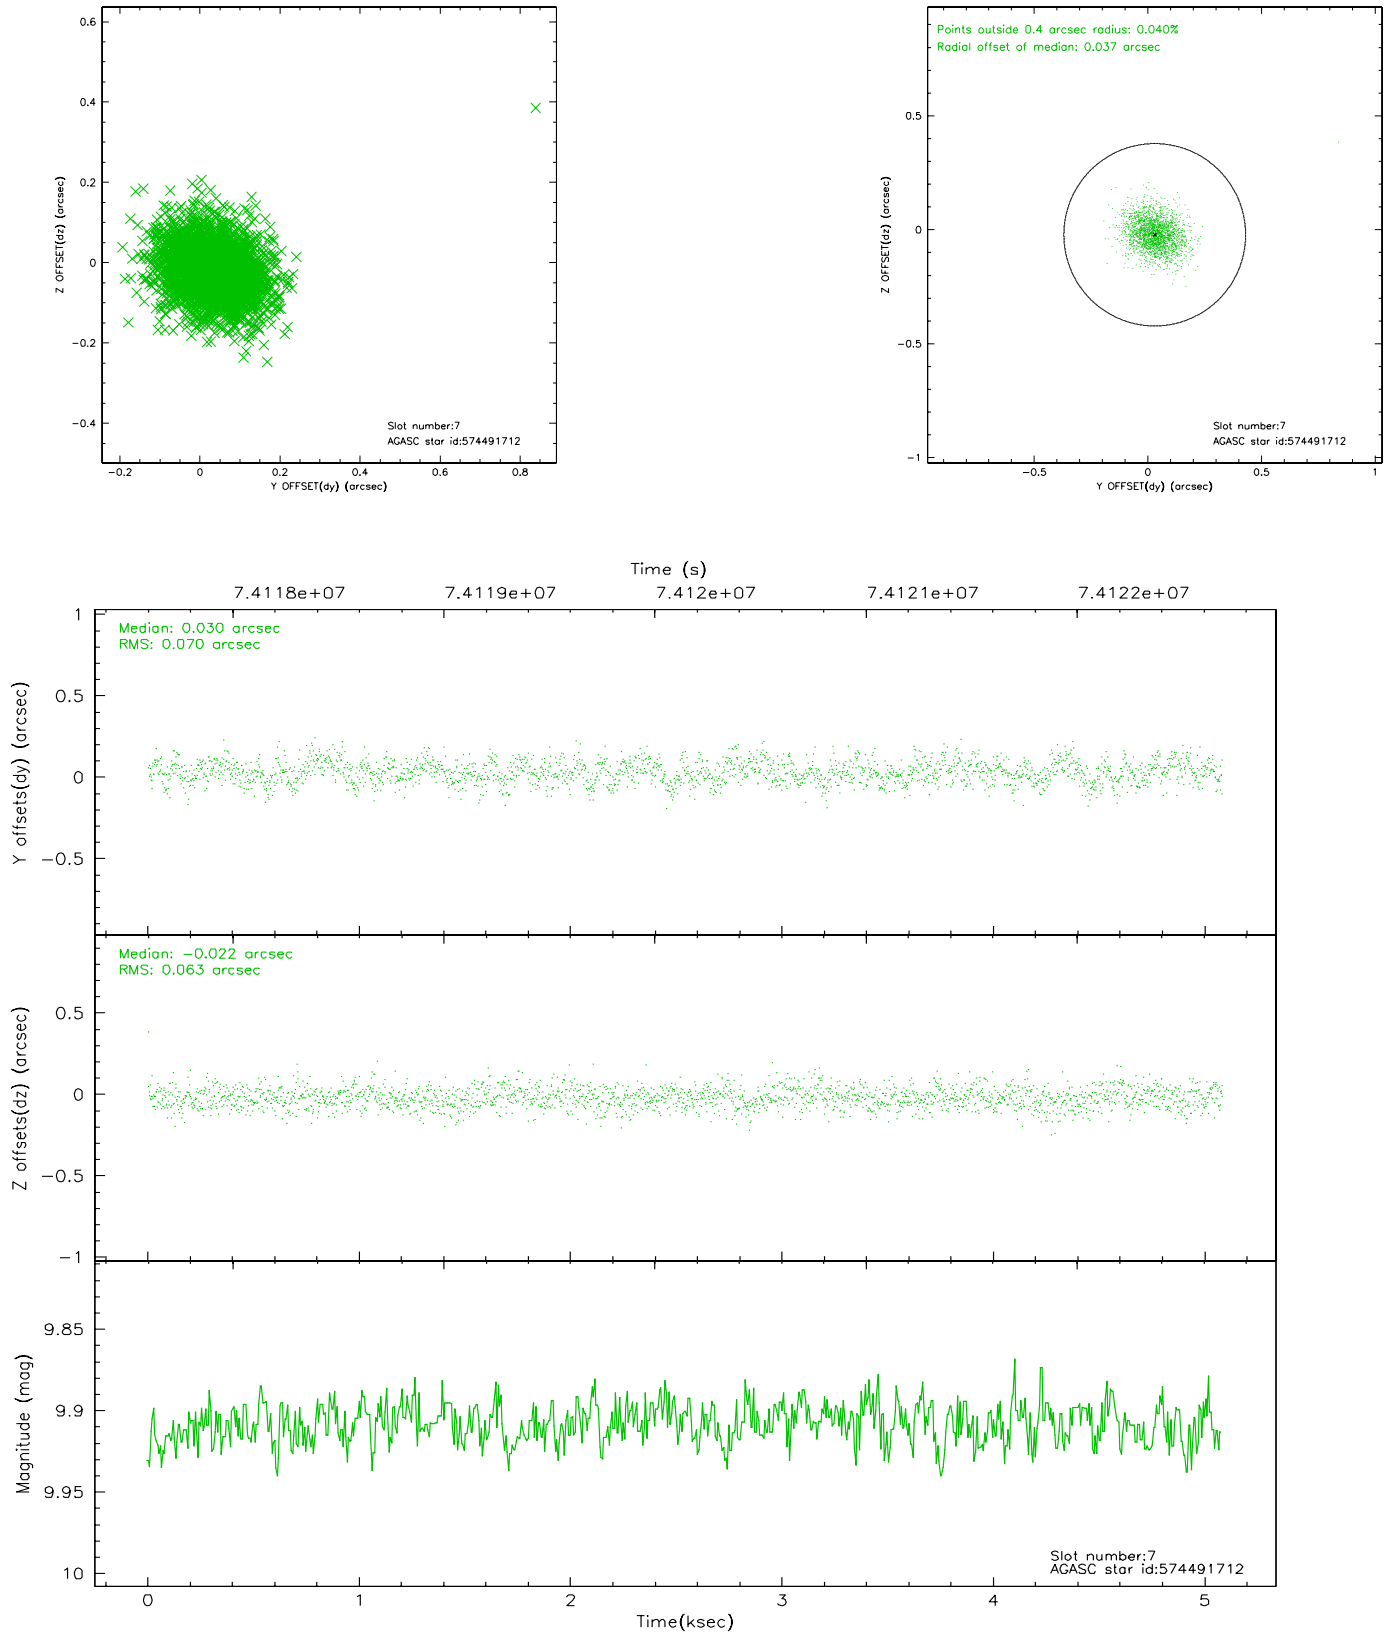 0.6
0.4
0.2
0
−0.2
−0.4
Z OFFSET(dz) (arcsec)
−0.2 0 0.2 0.4 0.6 0.8
Y OFFSET(dy) (arcsec)
Slot number:7
AGASC star id:574491712
Points outside 0.4 arcsec radius: 0.040%
Radial offset of median: 0.037 arcsec
0.5
0
−0.5
−1
Z OFFSET(dz) (arcsec)
−0.5 0 0.5 1
Y OFFSET(dy) (arcsec)
Slot number:7
AGASC star id:574491712
Time (s)
7.4118e+07 7.4119e+07 7.412e+07 7.4121e+07 7.4122e+07
Median: 0.030 arcsec
RMS: 0.070 arcsec
1
0.5
0
−0.5
Y offsets(dy) (arcsec)
Median: −0.022 arcsec
RMS: 0.063 arcsec
0.5
0
−0.5
−1
Z offsets(dz) (arcsec)
9.85
9.9
9.95
10
Magnitude (mag)
Slot number:7
AGASC star id:574491712
0 1 2 3 4 5
Time(ksec)